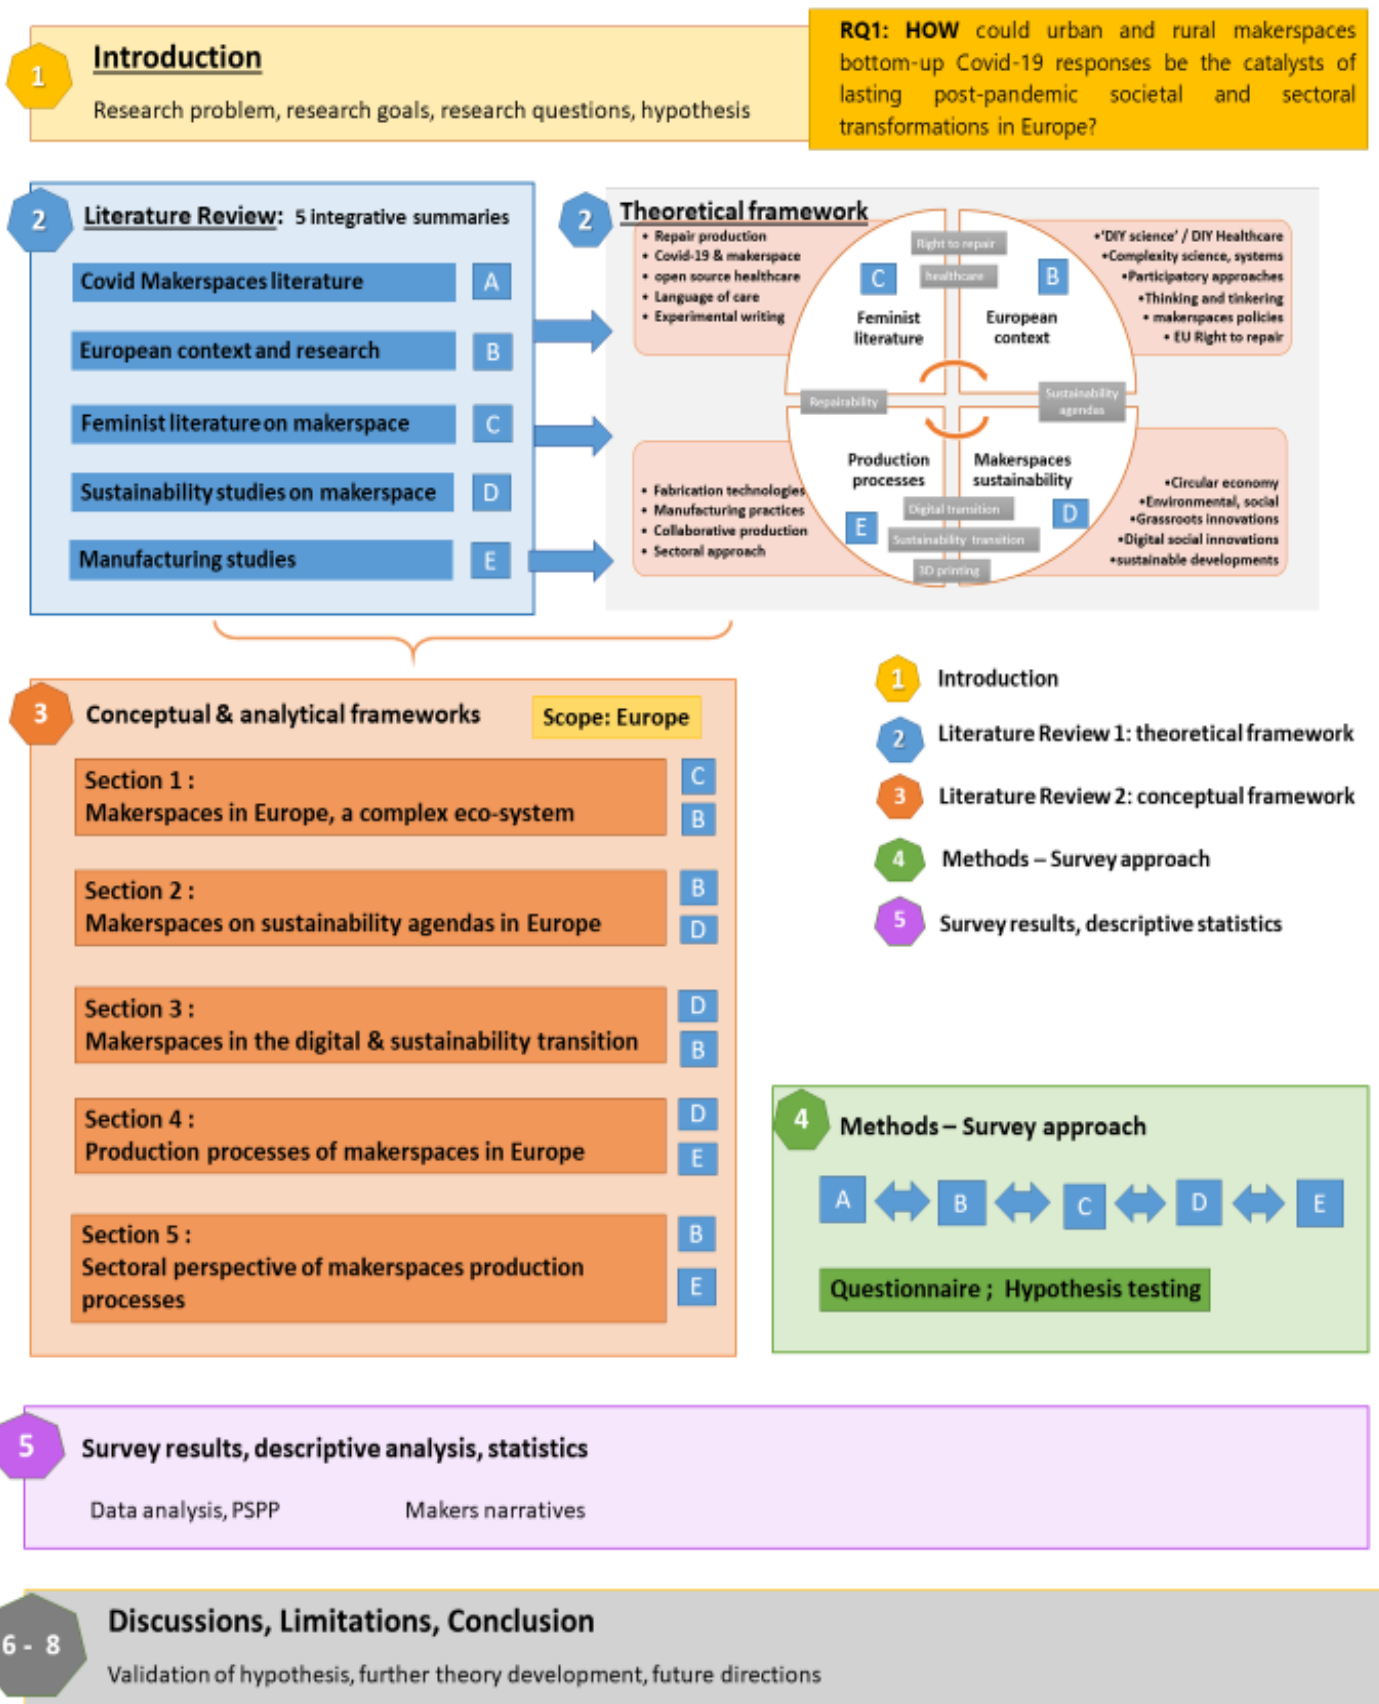 1
Introduction
Research problem, research goals, research questions, hypothesis
RQ1: HOW could urban and rural makerspaces
bottom-up Covid-19 responses be the catalysts of
lasting post-pandemic societal and sectoral
transformations in Europe?
2
Literature Review: 5 integrative summaries
Covid Makerspaces literature A
European context and research B
Feminist literature on makerspace C
Sustainability studies on makerspace D
Manufacturing studies E
2
Theoretical framework
• Repair production
• Covid-19 & makerspace
• open source healthcare
• Language of care
• Experimental writing
Right to repair
healthcare
C
Feminist
literature
B
European
context
•'DIY science' / DIY Healthcare
•Complexity science, systems
•Participatory approaches
•Thinking and tinkering
• makerspaces policies
• EU Right to repair
Repairability
Sustainability
agendas
• Fabrication technologies
• Manufacturing practices
• Collaborative production
• Sectoral approach
Production
processes
E
Makerspaces
sustainability
D
Digital transition
Sustainability transition
3D printing
•Circular economy
•Environmental, social
•Grassroots innovations
•Digital social innovations
•sustainable developments
3
Conceptual & analytical frameworks
Scope: Europe
Section 1 :
Makerspaces in Europe, a complex eco-system
C
B
Section 2 :
Makerspaces on sustainability agendas in Europe
B
D
Section 3 :
Makerspaces in the digital & sustainability transition
D
B
Section 4 :
Production processes of makerspaces in Europe
D
E
Section 5 :
Sectoral perspective of makerspaces production
processes
B
E
1 Introduction
2 Literature Review 1: theoretical framework
3 Literature Review 2: conceptual framework
4 Methods – Survey approach
5 Survey results, descriptive statistics
4
Methods – Survey approach
A B C D E
Questionnaire ; Hypothesis testing
5
Survey results, descriptive analysis, statistics
Data analysis, PSPP Makers narratives
6 - 8
Discussions, Limitations, Conclusion
Validation of hypothesis, further theory development, future directions